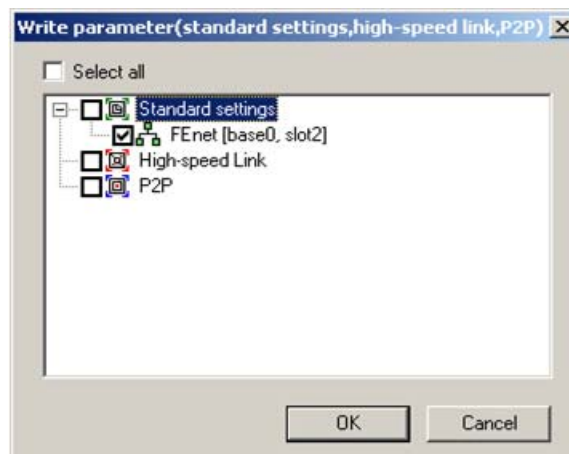 Write parameter(standard settings,high-speed link,P2P)
Select all
Standard settings
FEnet [base0, slot2]
High-speed Link
P2P
OK
Cancel